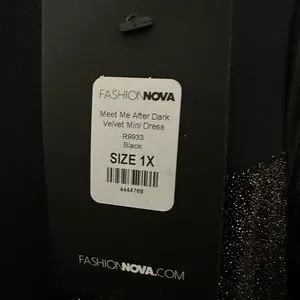 FASHIONNOVA
Meet Me After Dark
Velvet Mini Dress
R9933
Black
SIZE 1X
4444768
FASHIONNOVA.COM